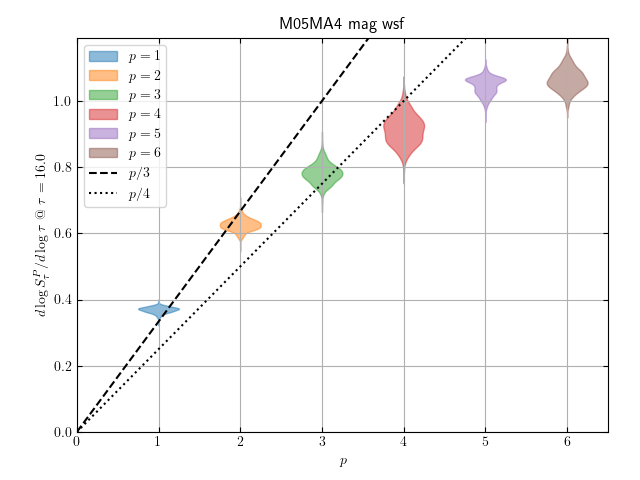 M05MA4 mag wsf
p = 1
p = 2
p = 3
p = 4
p = 5
p = 6
p/3
p/4
d log S_τ^P / d log τ @ τ = 16.0
1.0
0.8
0.6
0.4
0.2
0.0
0 1 2 3 4 5 6
p